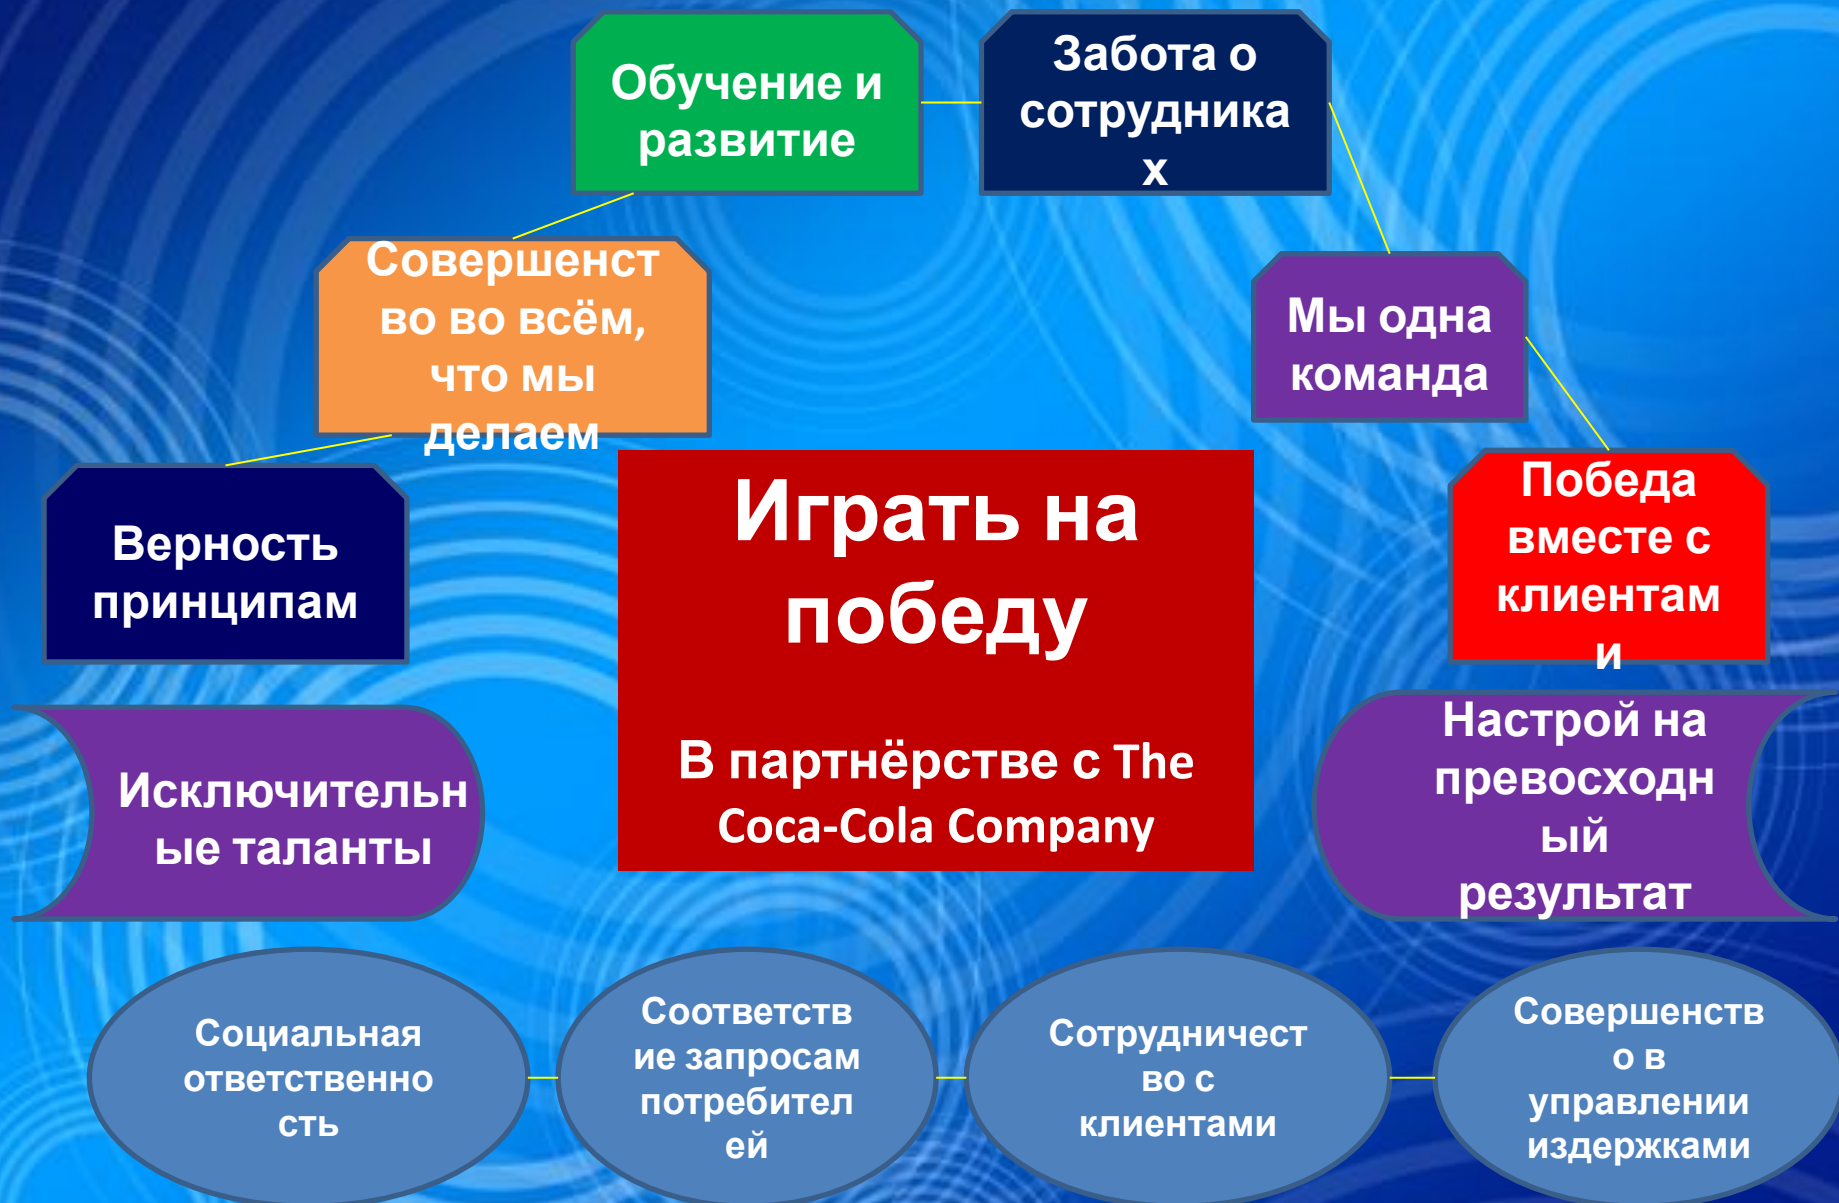 Обучение и
развитие
Забота о
сотрудника
х
Совершенст
во во всём,
что мы
делаем
Мы одна
команда
Верность
принципам
Играть на
победу
В партнёрстве с The
Coca-Cola Company
Победа
вместе с
клиентам
и
Исключительн
ые таланты
Настрой на
превосходн
ый
результат
Социальная
ответственно
сть
Соответств
ие запросам
потребител
ей
Сотрудничест
во с
клиентами
Совершенств
о в
управлении
издержками